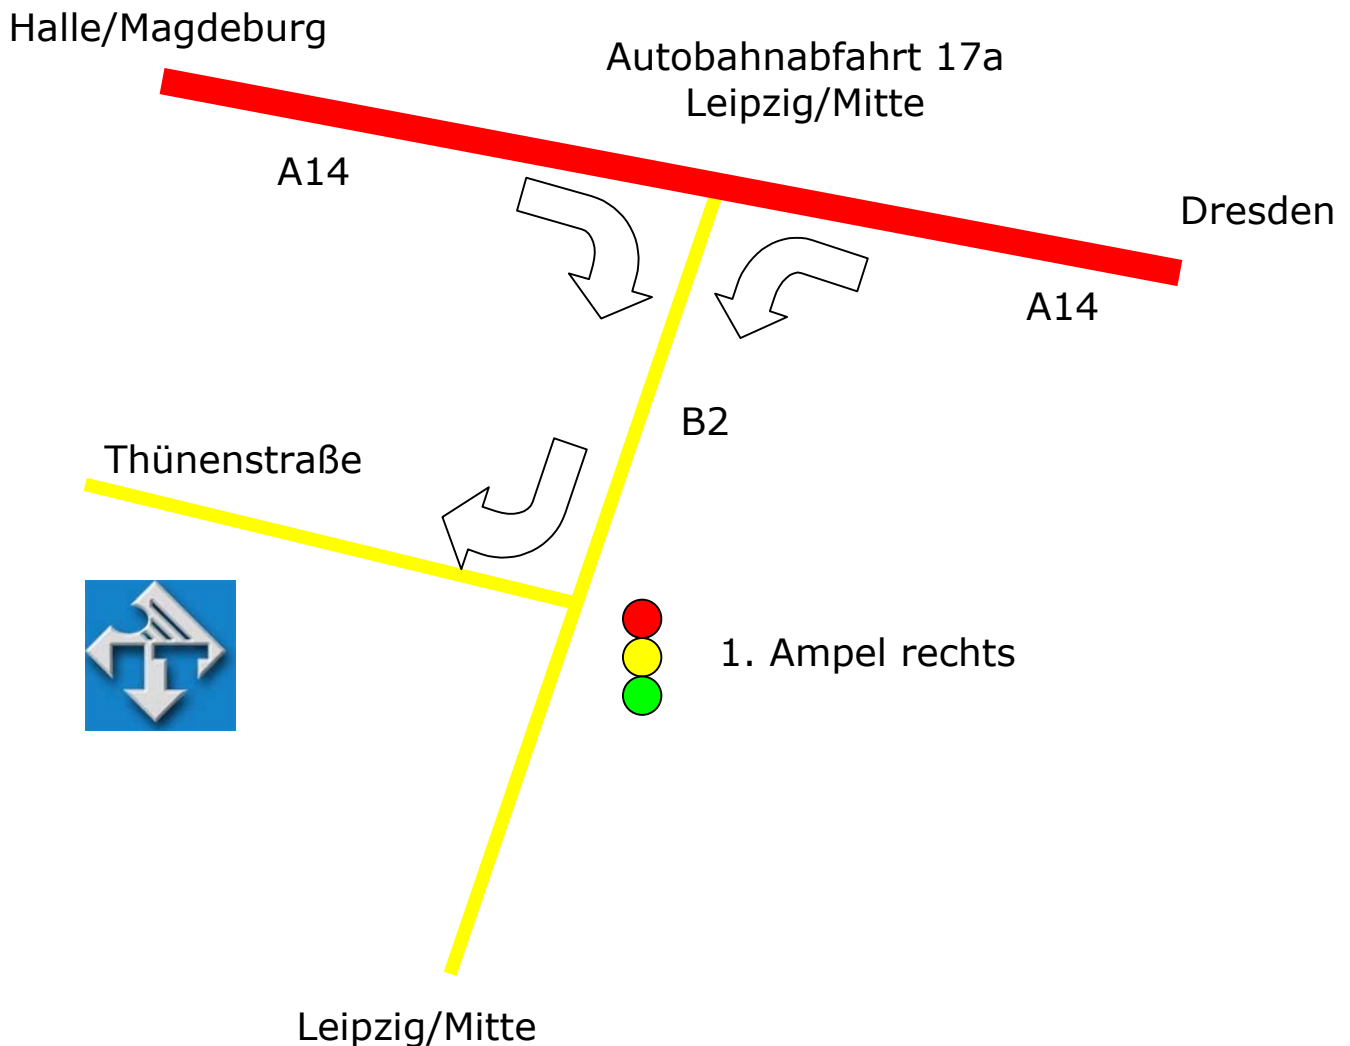 Halle/Magdeburg
Autobahnabfahrt 17a
Leipzig/Mitte
A14
Dresden
A14
B2
Thünenstraße
1. Ampel rechts
Leipzig/Mitte